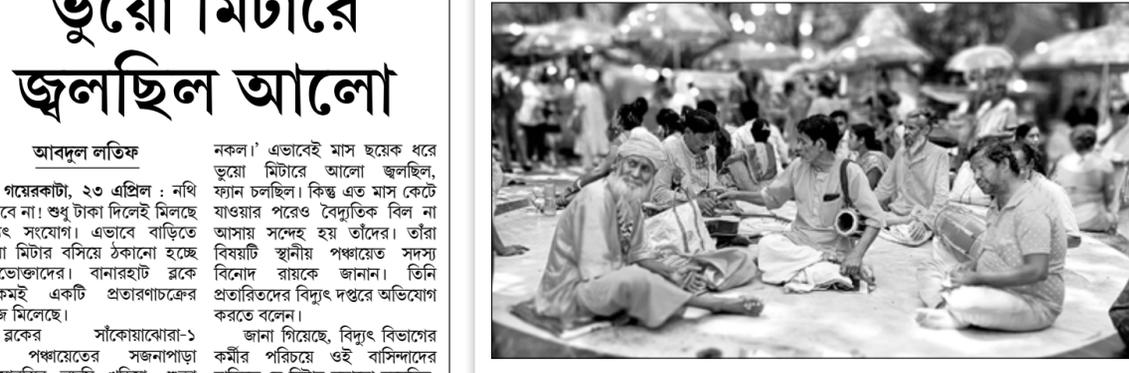 ভুয়ো মিটারে
জ্বলছিল আলো
আবদুল লতিফ
গয়েরকাটা, ২৩ এপ্রিল : নথি
না! শুধু টাকা দিলেই মিলছে
সংযোগ। এভাবে বাড়িতে
মিটার বসিয়ে ঠকানো হচ্ছে
বানারহাট ব্লকে
একটি প্রতারণাচক্রের
মিলেছে।
ব্লকের সাঁকোয়াঝোরা-১
পঞ্চায়েতের সজনাপাড়া
নকল।' এভাবেই মাস ছয়েক ধরে
ভুয়ো মিটারে আলো জ্বলছিল,
ফ্যান চলছিল। কিন্তু এত মাস কেটে
যাওয়ার পরেও বৈদ্যুতিক বিল না
আসায় সন্দেহ হয় তাঁদের। তাঁরা
বিষয়টি স্থানীয় পঞ্চায়েত সদস্য
বিনোদ রায়কে জানান। তিনি
প্রতারিতদের বিদ্যুৎ দপ্তরে অভিযোগ
করতে বলেন।
জানা গিয়েছে, বিদ্যুৎ বিভাগের
কর্মীর পরিচয়ে ওই বাসিন্দাদের